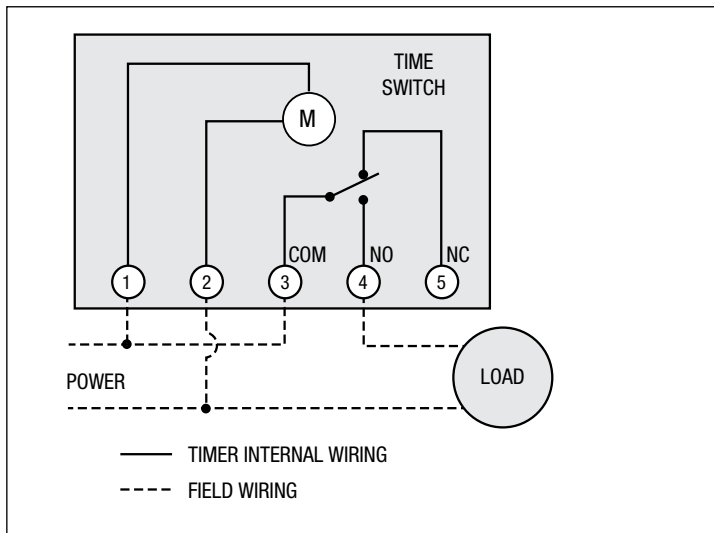 TIME
SWITCH
M
COM
NO
NC
1
2
3
4
5
POWER
LOAD
TIMER INTERNAL WIRING
FIELD WIRING